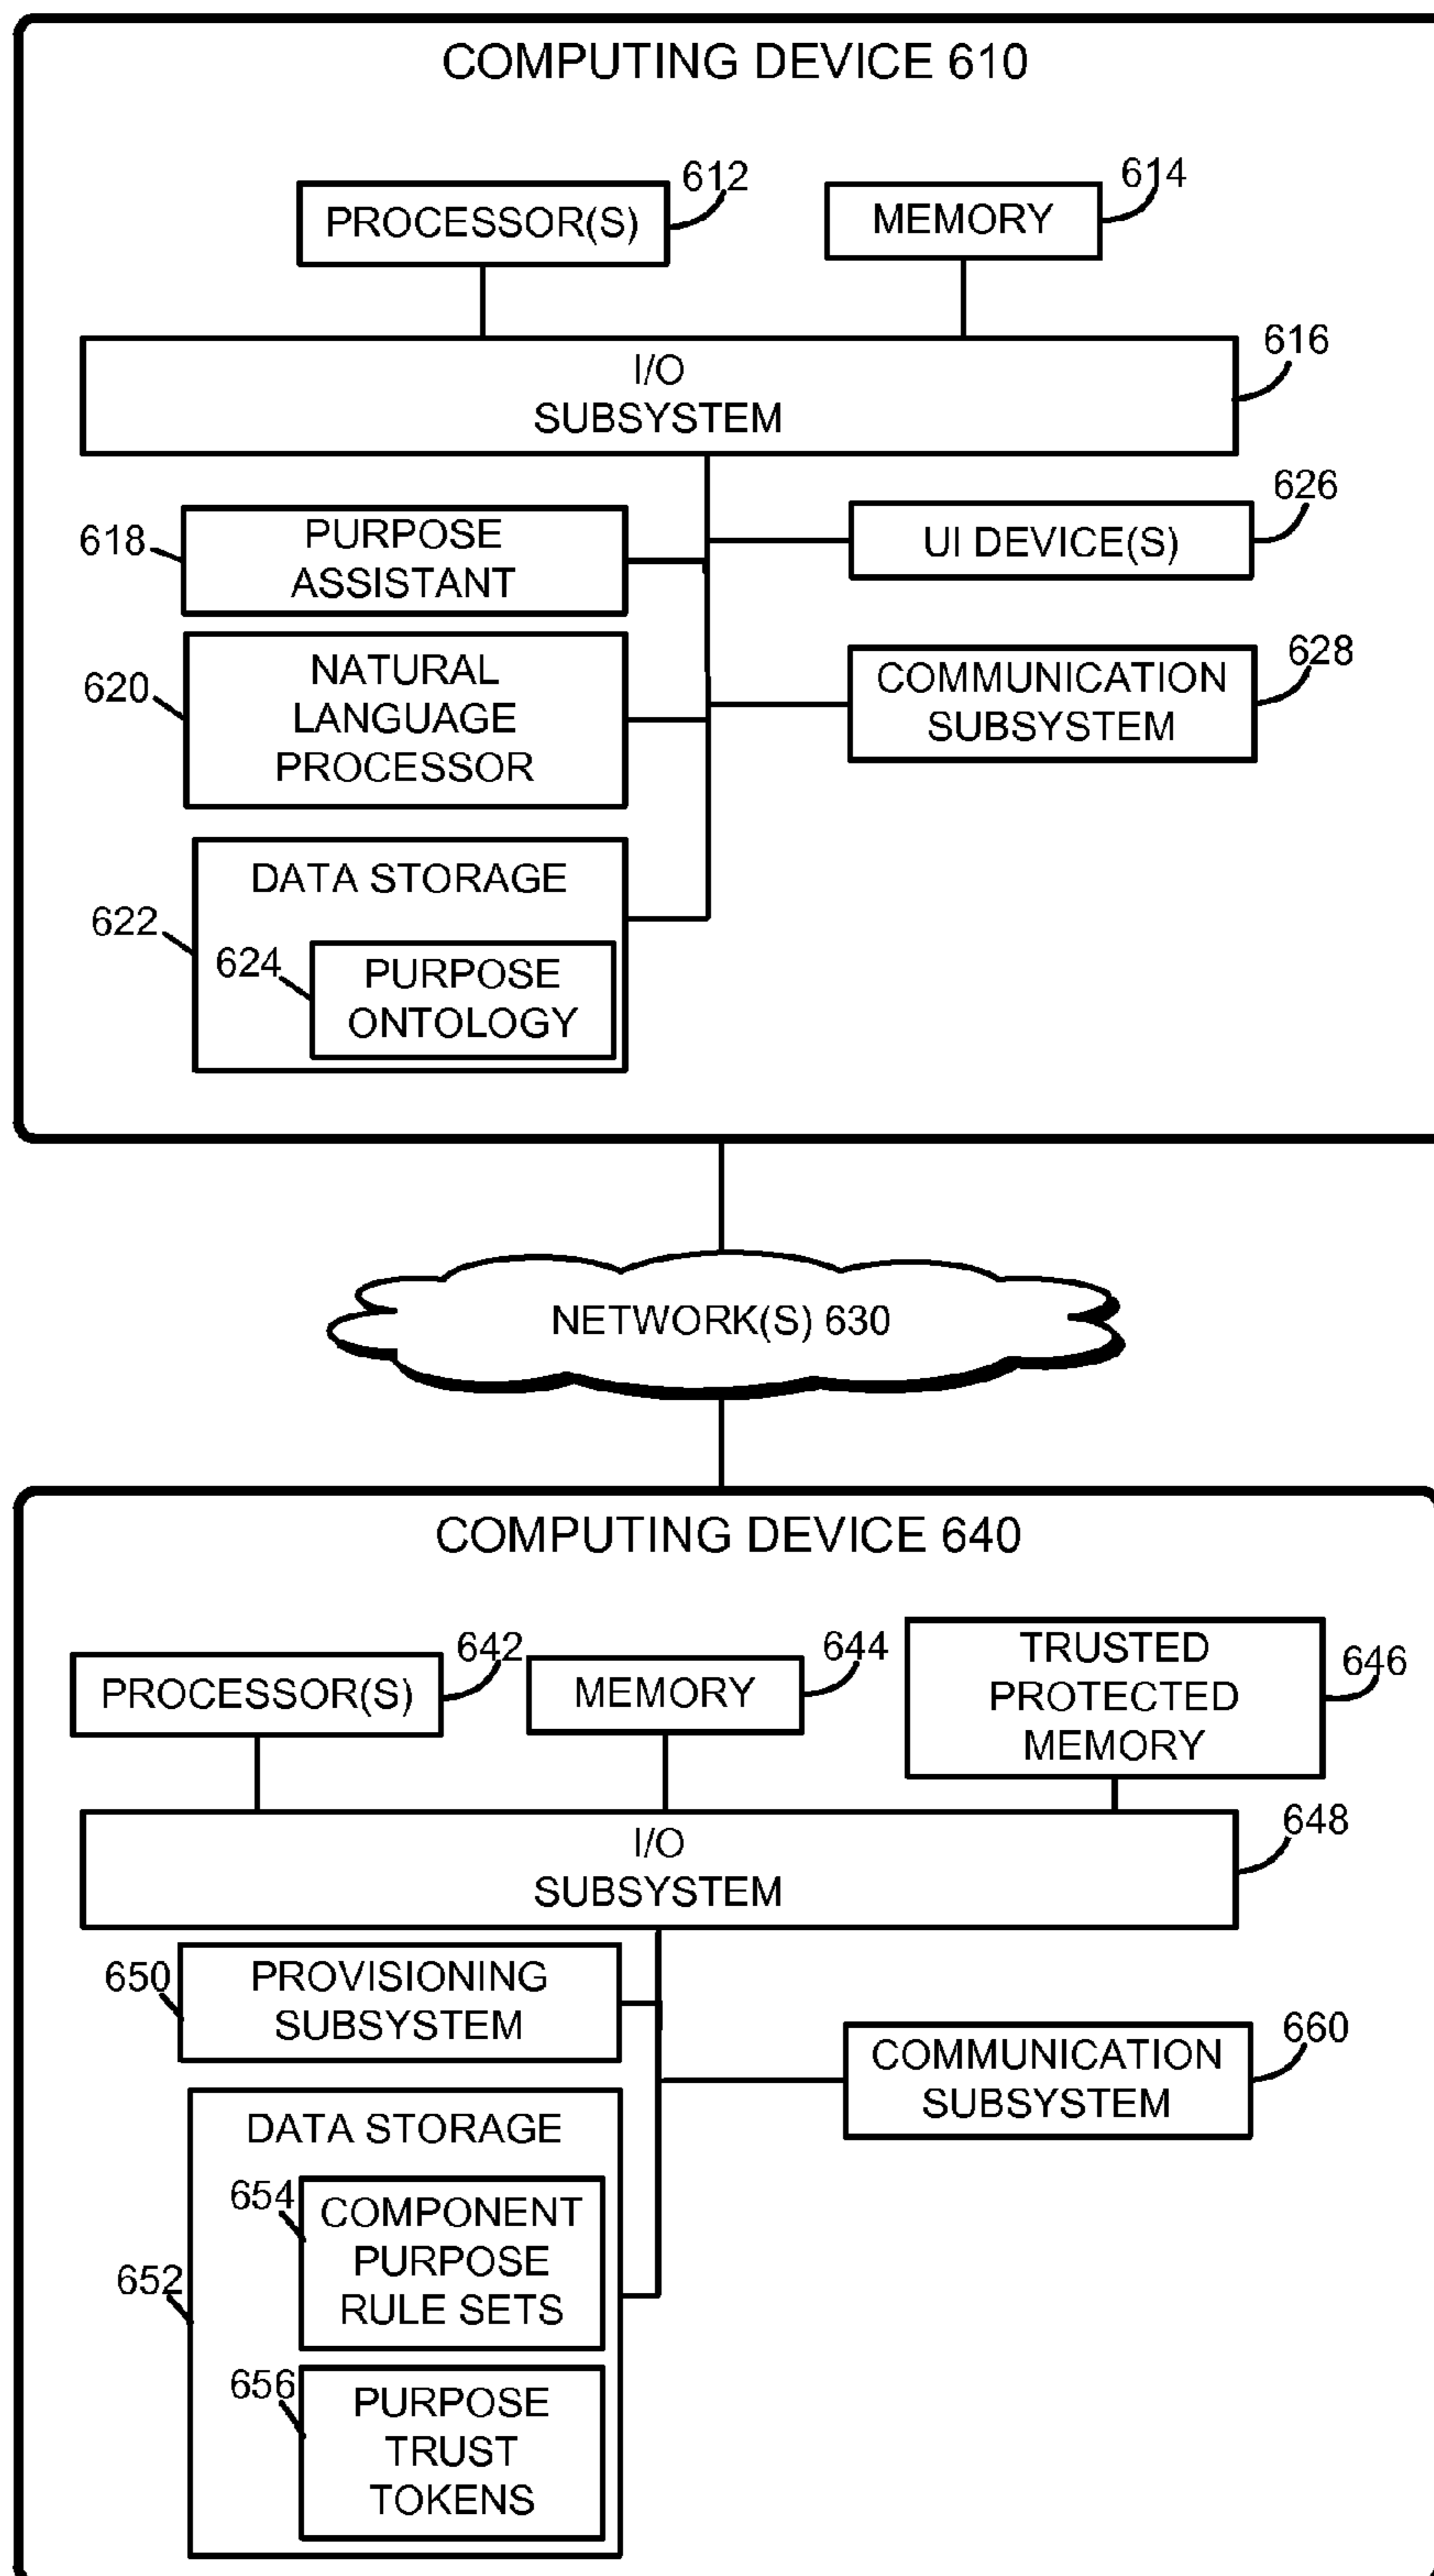 COMPUTING DEVICE 610
612
614
PROCESSOR(S)
MEMORY
616
I/O
SUBSYSTEM
618
PURPOSE
ASSISTANT
626
UI DEVICE(S)
620
NATURAL
LANGUAGE
PROCESSOR
628
COMMUNICATION
SUBSYSTEM
622
DATA STORAGE
624
PURPOSE
ONTOLOGY
NETWORK(S) 630
COMPUTING DEVICE 640
642
644
646
PROCESSOR(S)
MEMORY
TRUSTED
PROTECTED
MEMORY
648
I/O
SUBSYSTEM
650
PROVISIONING
SUBSYSTEM
660
COMMUNICATION
SUBSYSTEM
652
DATA STORAGE
654
COMPONENT
PURPOSE
RULE SETS
656
PURPOSE
TRUST
TOKENS